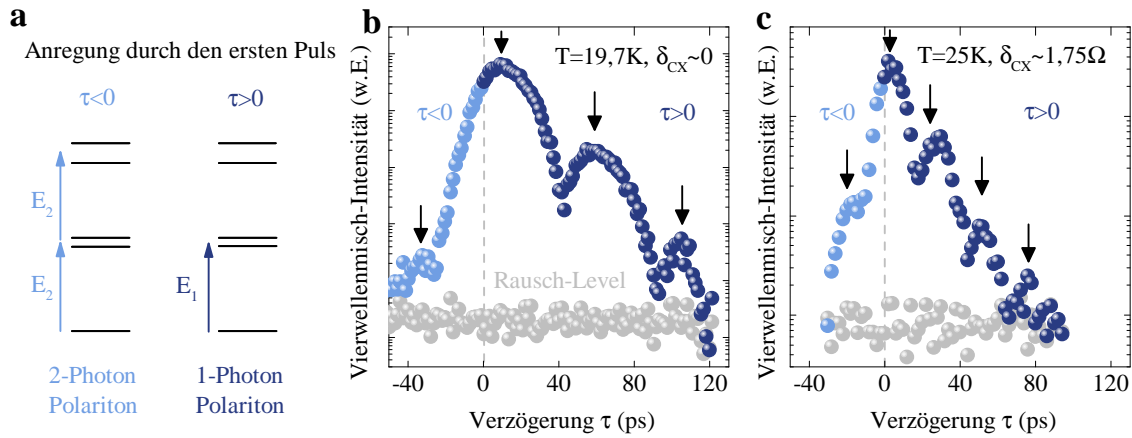 a
Anregung durch den ersten Puls
τ<0
τ>0
E₂
E₂
E₁
2-Photon
Polariton
1-Photon
Polariton
b
Vierwellenmisch-Intensität (w.E.)
T=19,7K, δCX~0
τ<0
τ>0
Rausch-Level
-40
0
40
80
120
Verzögerung τ (ps)
c
Vierwellenmisch-Intensität (w.E.)
T=25K, δCX~1,75Ω
τ<0
τ>0
-40
0
40
80
120
Verzögerung τ (ps)